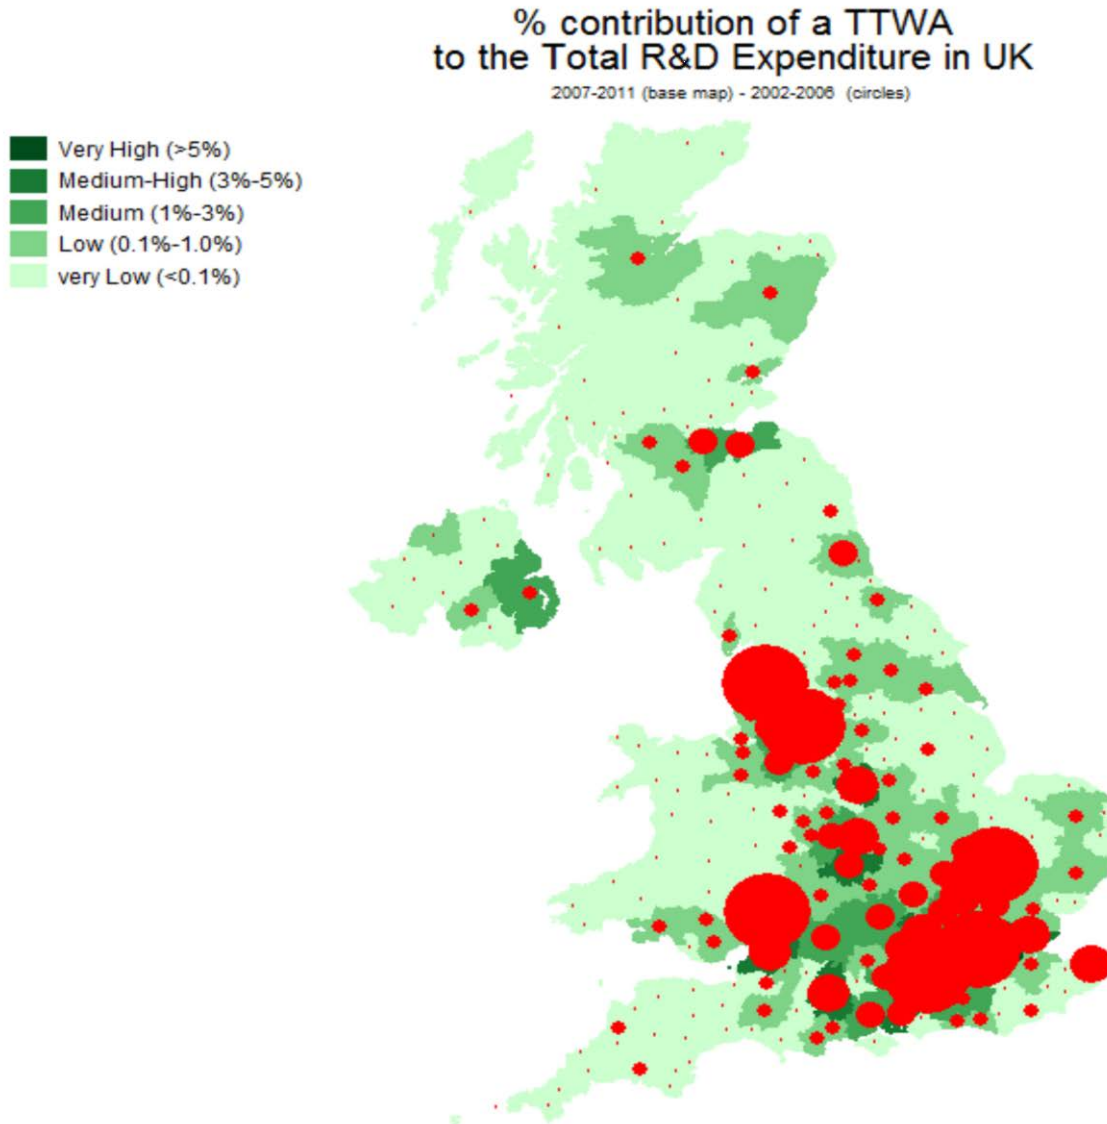 % contribution of a TTWA
to the Total R&D Expenditure in UK
2007-2011 (base map) - 2002-2006 (circles)
Very High (>5%)
Medium-High (3%-5%)
Medium (1%-3%)
Low (0.1%-1.0%)
very Low (<0.1%)